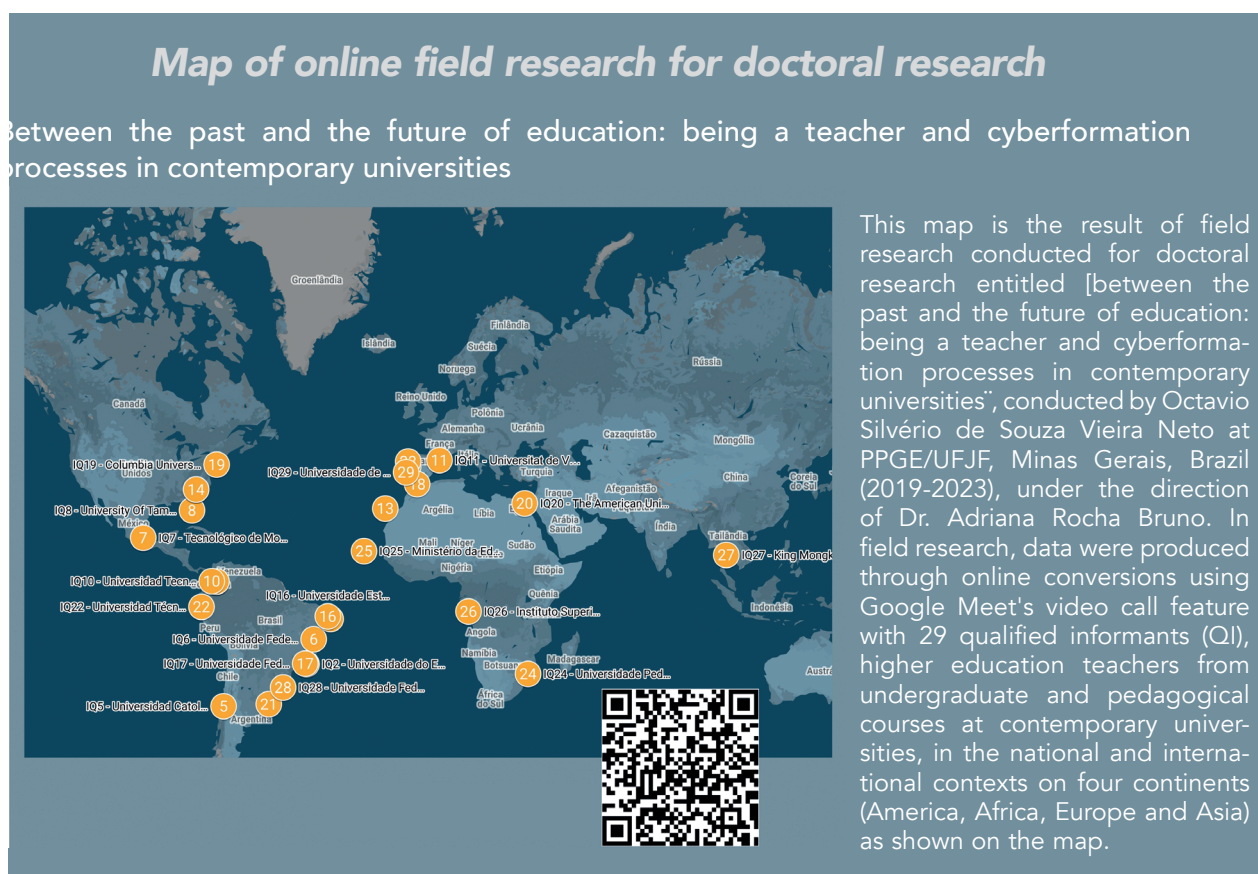 Map of online field research for doctoral research
Between the past and the future of education: being a teacher and cyberformation
processes in contemporary universities
Groenlândia
Islândia
Finlândia
Suécia
Noruega
Rússia
Canadá
Reino Unido
Polônia
Alemanha
Ucrânia
França
Cazaquistão
Mongólia
IQ19 - Columbia Univers...
19
Unidos
IQ29 - Universidade de ...
29
11
IQ11 - Universitat de V...
Turquia
China
Coreia
do Sul
14
18
IQ8 - University Of Tam...
8
13
Argélia
Líbia
20
IQ20 - The American Uni...
Iraque
Afeganistão
Arábia
Saudita
Índia
México
7
IQ7 - Tecnológico de Mo...
25
IQ25 - Ministério da Ed...
Mali
Níger
Sudão
Nigéria
Etiópia
Tailândia
27
IQ27 - King Mongk
IQ10 - Universidad Tecn...
10
Venezuela
IQ16 - Universidade Est...
16
Quênia
Indonésia
IQ22 - Universidad Técn...
22
Peru
Brasil
26
IQ26 - Instituto Superi...
Angola
IQ6 - Universidade Fede...
6
Bolívia
Namíbia
Botsuan
Madagascar
IQ17 - Universidade Fed...
17
IQ2 - Universidade do E...
24
IQ24 - Universidade Ped...
Austrá
Chile
28
IQ28 - Universidade Fed...
IQ5 - Universidad Catol...
5
21
Argentina
África
do Sul
This map is the result of field
research conducted for doctoral
research entitled [between the
past and the future of education:
being a teacher and cyberforma-
tion processes in contemporary
universities¨, conducted by Octavio
Silvério de Souza Vieira Neto at
PPGE/UFJF, Minas Gerais, Brazil
(2019-2023), under the direction
of Dr. Adriana Rocha Bruno. In
field research, data were produced
through online conversions using
Google Meet's video call feature
with 29 qualified informants (QI),
higher education teachers from
undergraduate and pedagogical
courses at contemporary univer-
sities, in the national and interna-
tional contexts on four continents
(America, Africa, Europe and Asia)
as shown on the map.